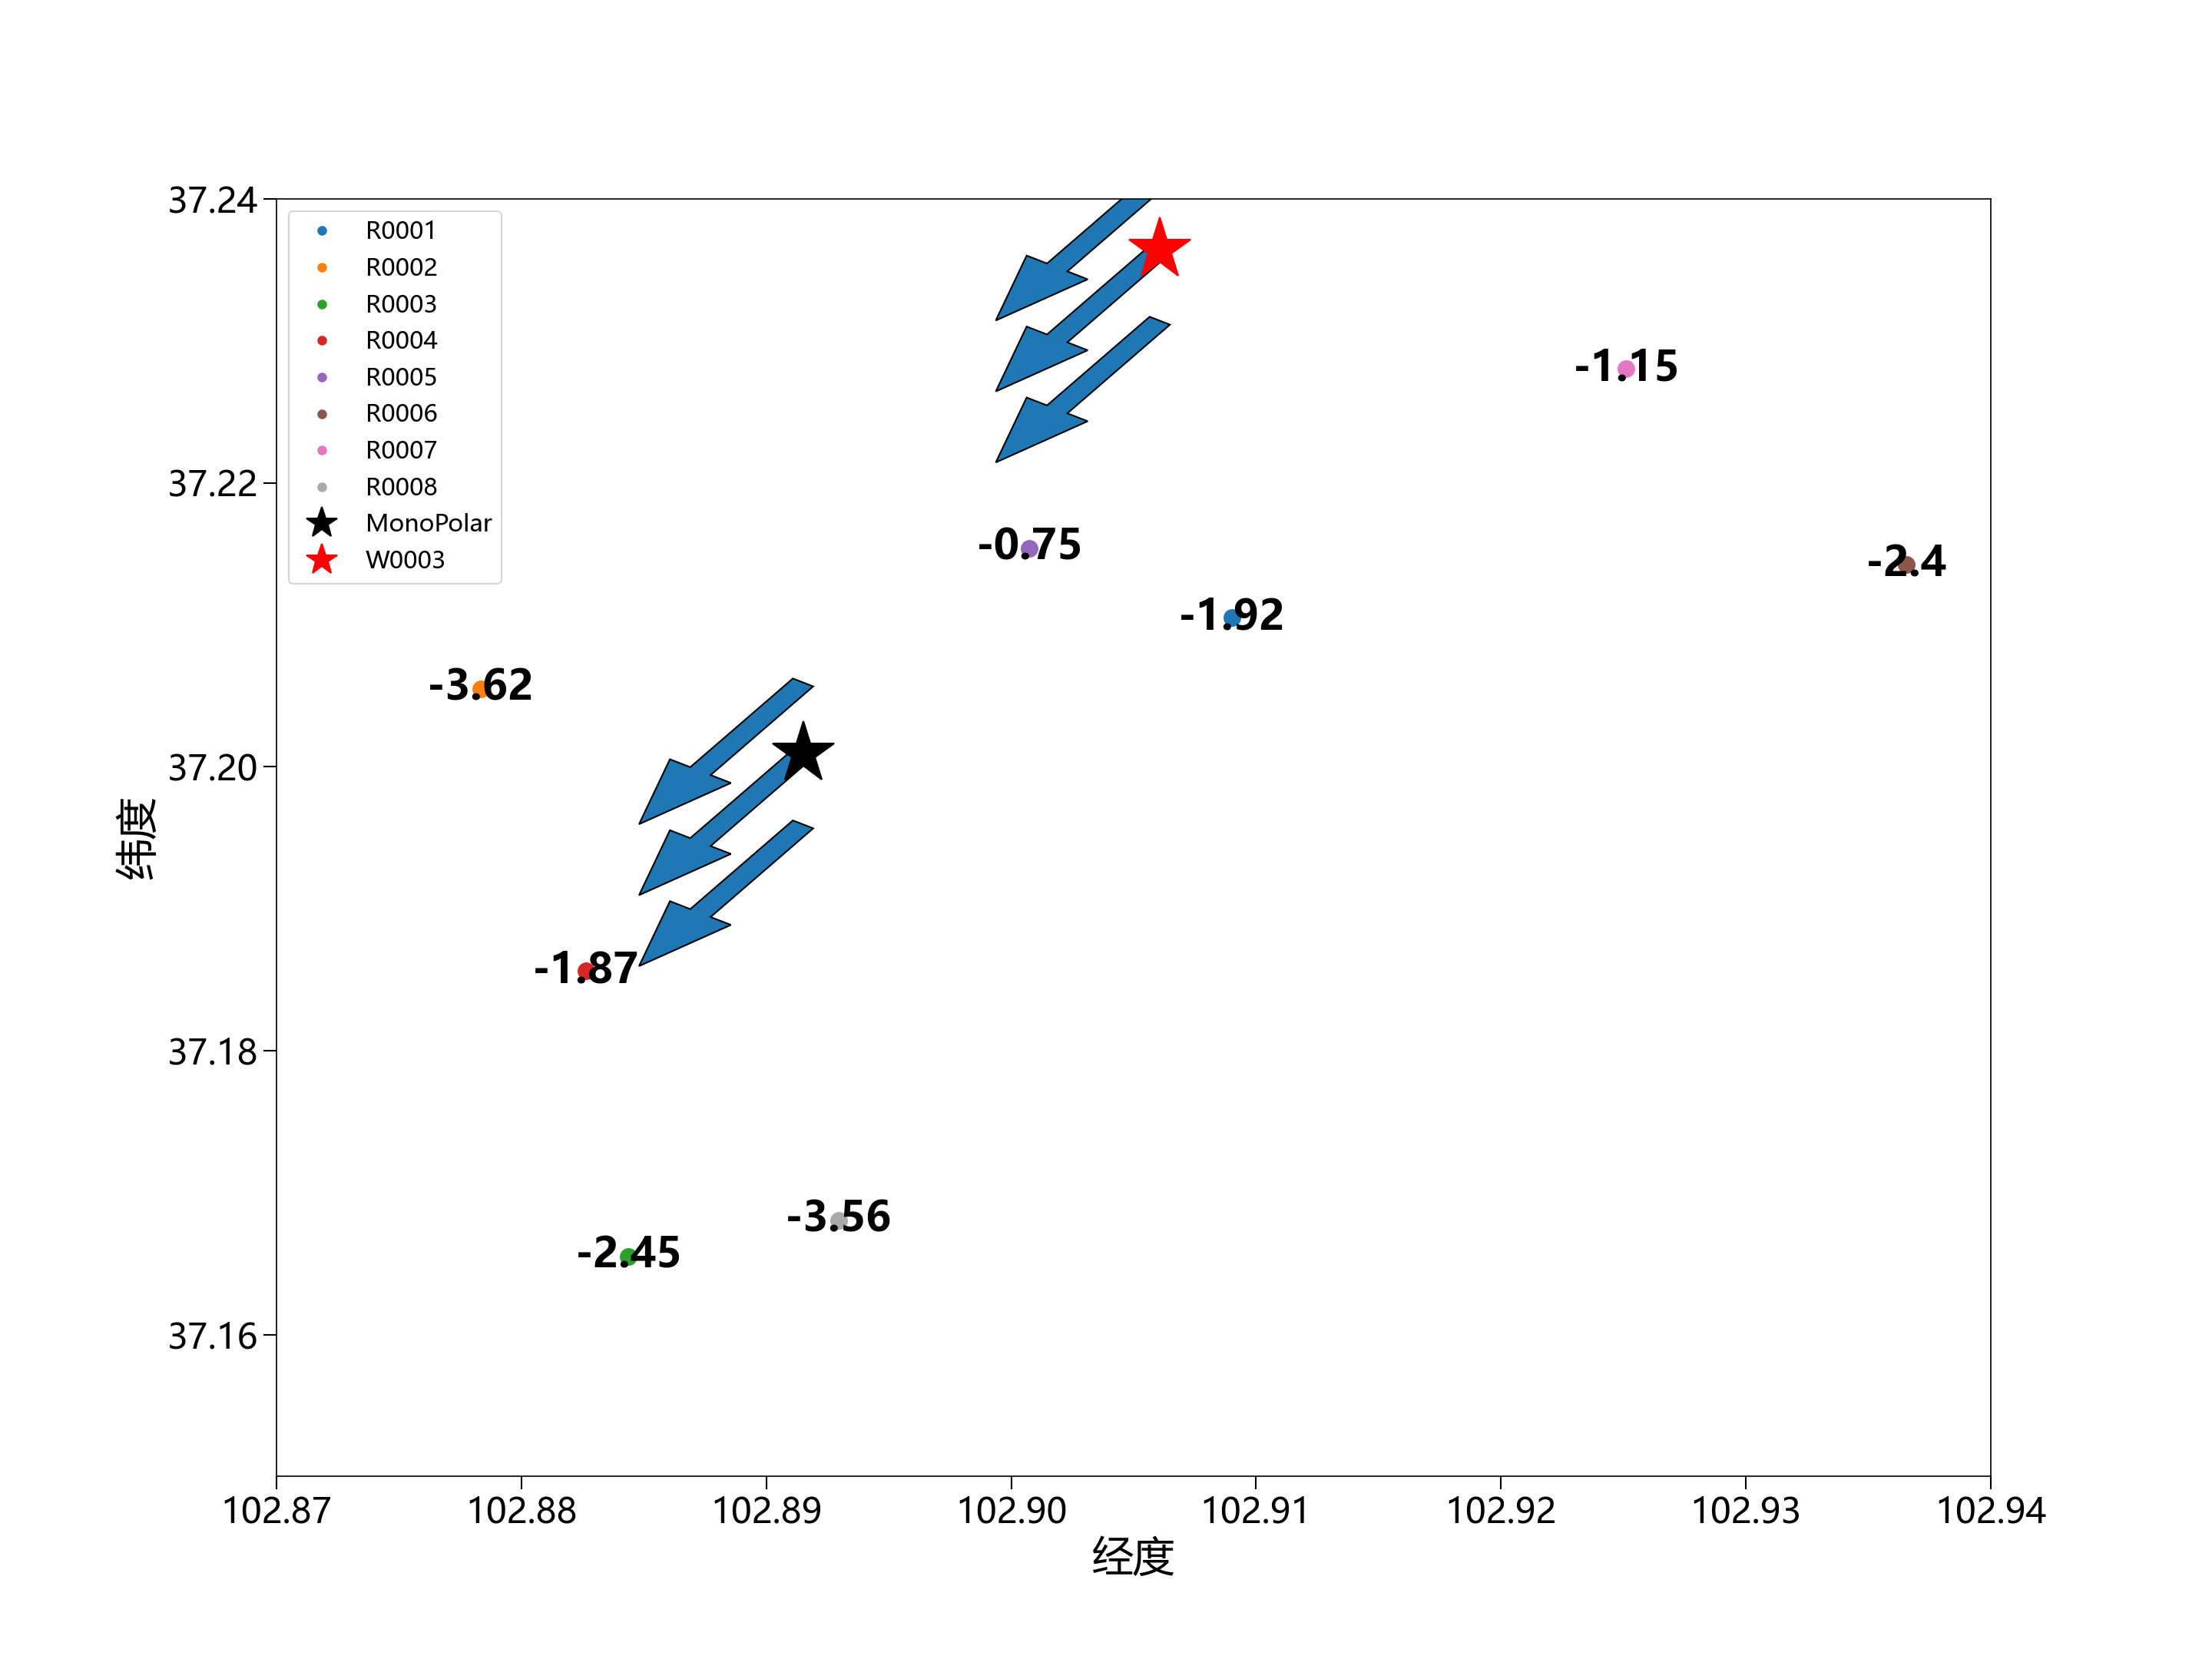 37.24
37.22
37.20
37.18
37.16
纬度
R0001
R0002
R0003
R0004
R0005
R0006
R0007
R0008
MonoPolar
W0003
-1.15
-0.75
-2.4
-1.92
-3.62
-1.87
-3.56
-2.45
102.87 102.88 102.89 102.90 102.91 102.92 102.93 102.94
经度